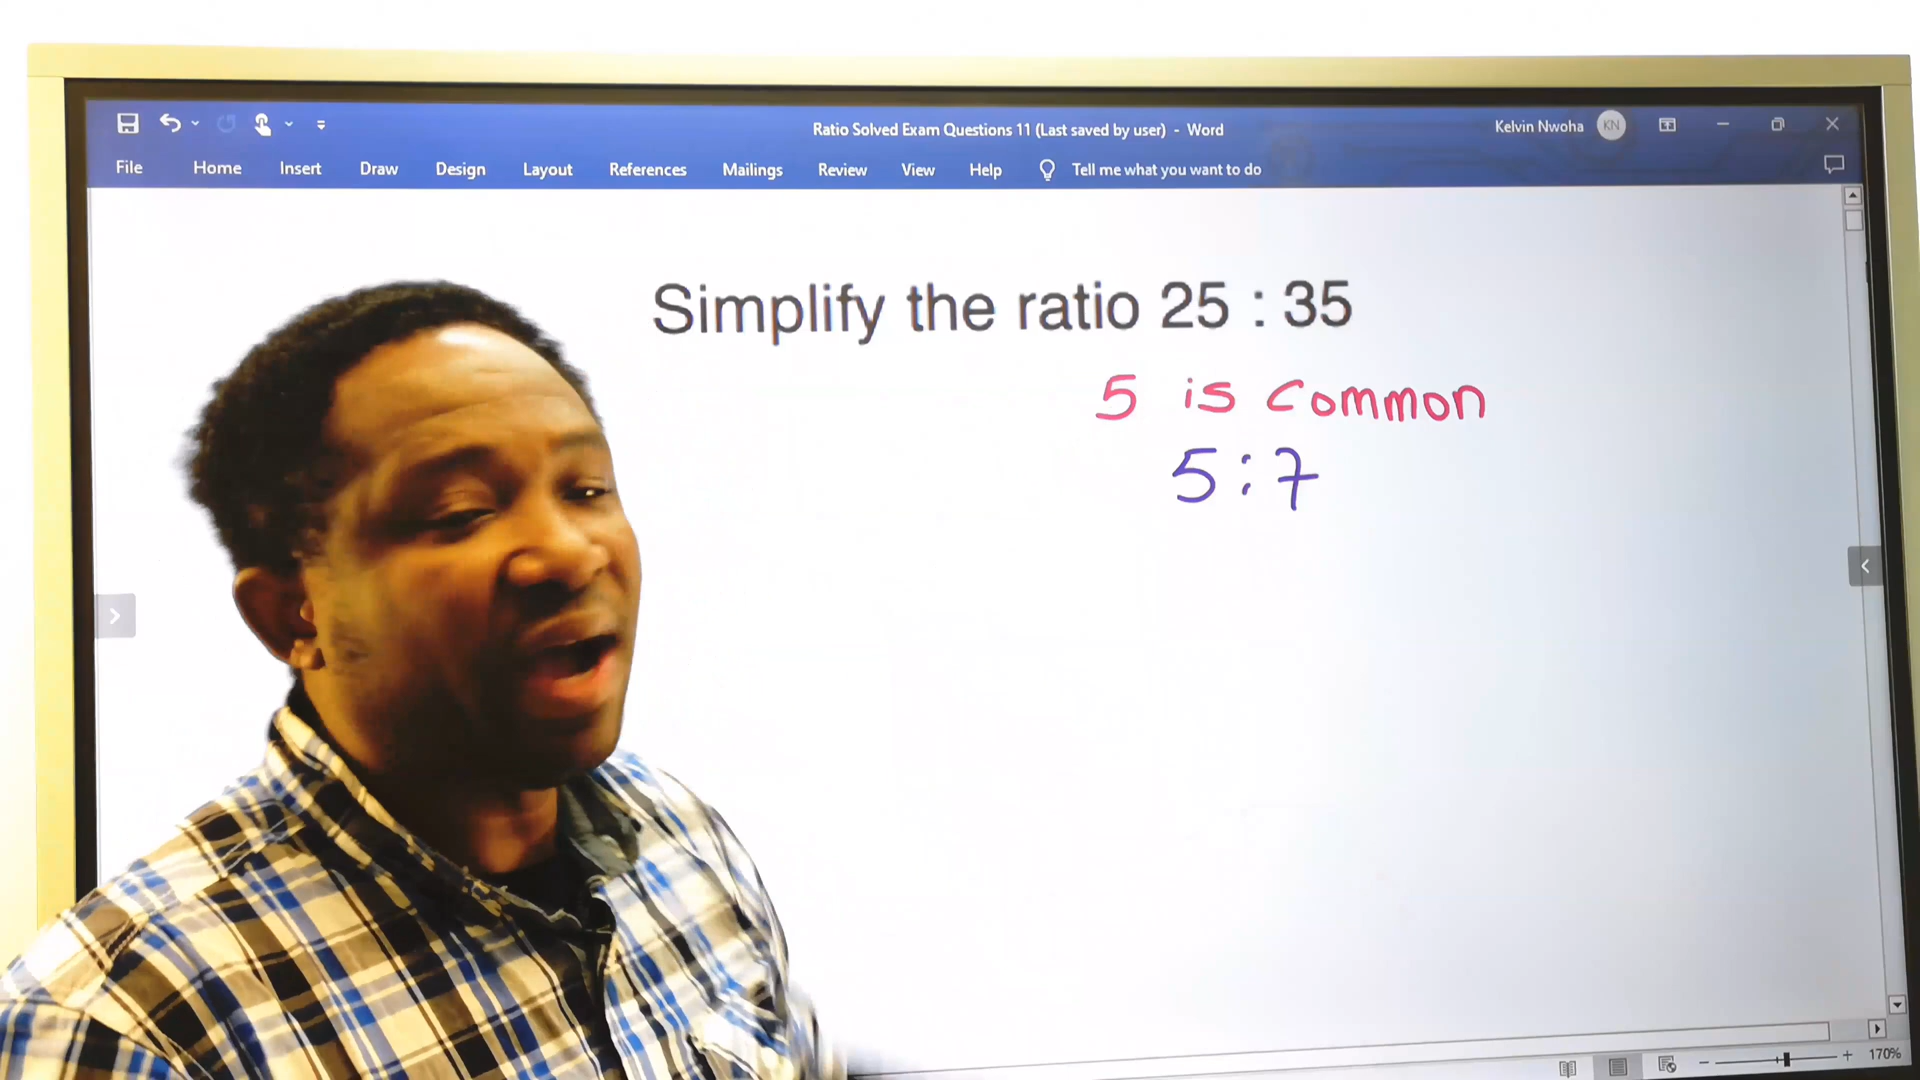 Ratio Solved Exam Questions 11 (Last saved by user) - Word
Kelvin Nwoha KN
File Home Insert Draw Design Layout References Mailings Review View Help Tell me what you want to do
Simplify the ratio 25 : 35
5 is common
5 : 7
170%